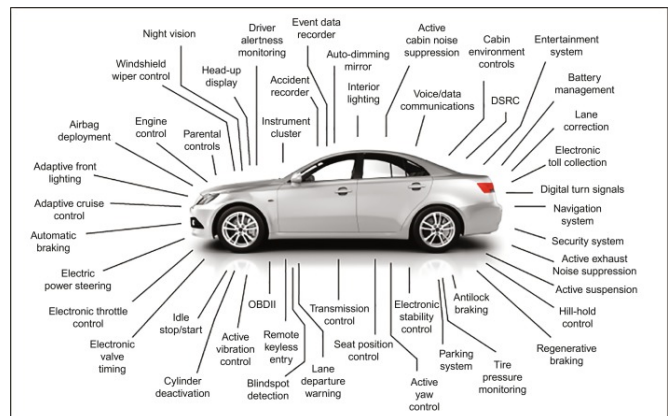 Night vision
Windshield
wiper control
Head-up
display
Driver
alertness
monitoring
Event data
recorder
Accident
recorder
Auto-dimming
mirror
Interior
lighting
Active
cabin noise
suppression
Voice/data
communications
Cabin
environment
controls
DSRC
Entertainment
system
Battery
management
Lane
correction
Electronic
toll collection
Digital turn signals
Navigation
system
Security system
Active exhaust
Noise suppression
Active suspension
Hill-hold
control
Regenerative
braking
Antilock
braking
Tire
pressure
monitoring
Parking
system
Electronic
stability
control
Active
yaw control
Seat position
control
Transmission
control
Lane
departure
warning
Blindspot
detection
Remote
keyless
entry
OBDII
Active
vibration
control
Cylinder
deactivation
Idle
stop/start
Electronic
valve
timing
Electronic throttle
control
Electric
power steering
Automatic
braking
Adaptive cruise
control
Adaptive front
lighting
Airbag
deployment
Engine
control
Parental
controls
Instrument
cluster